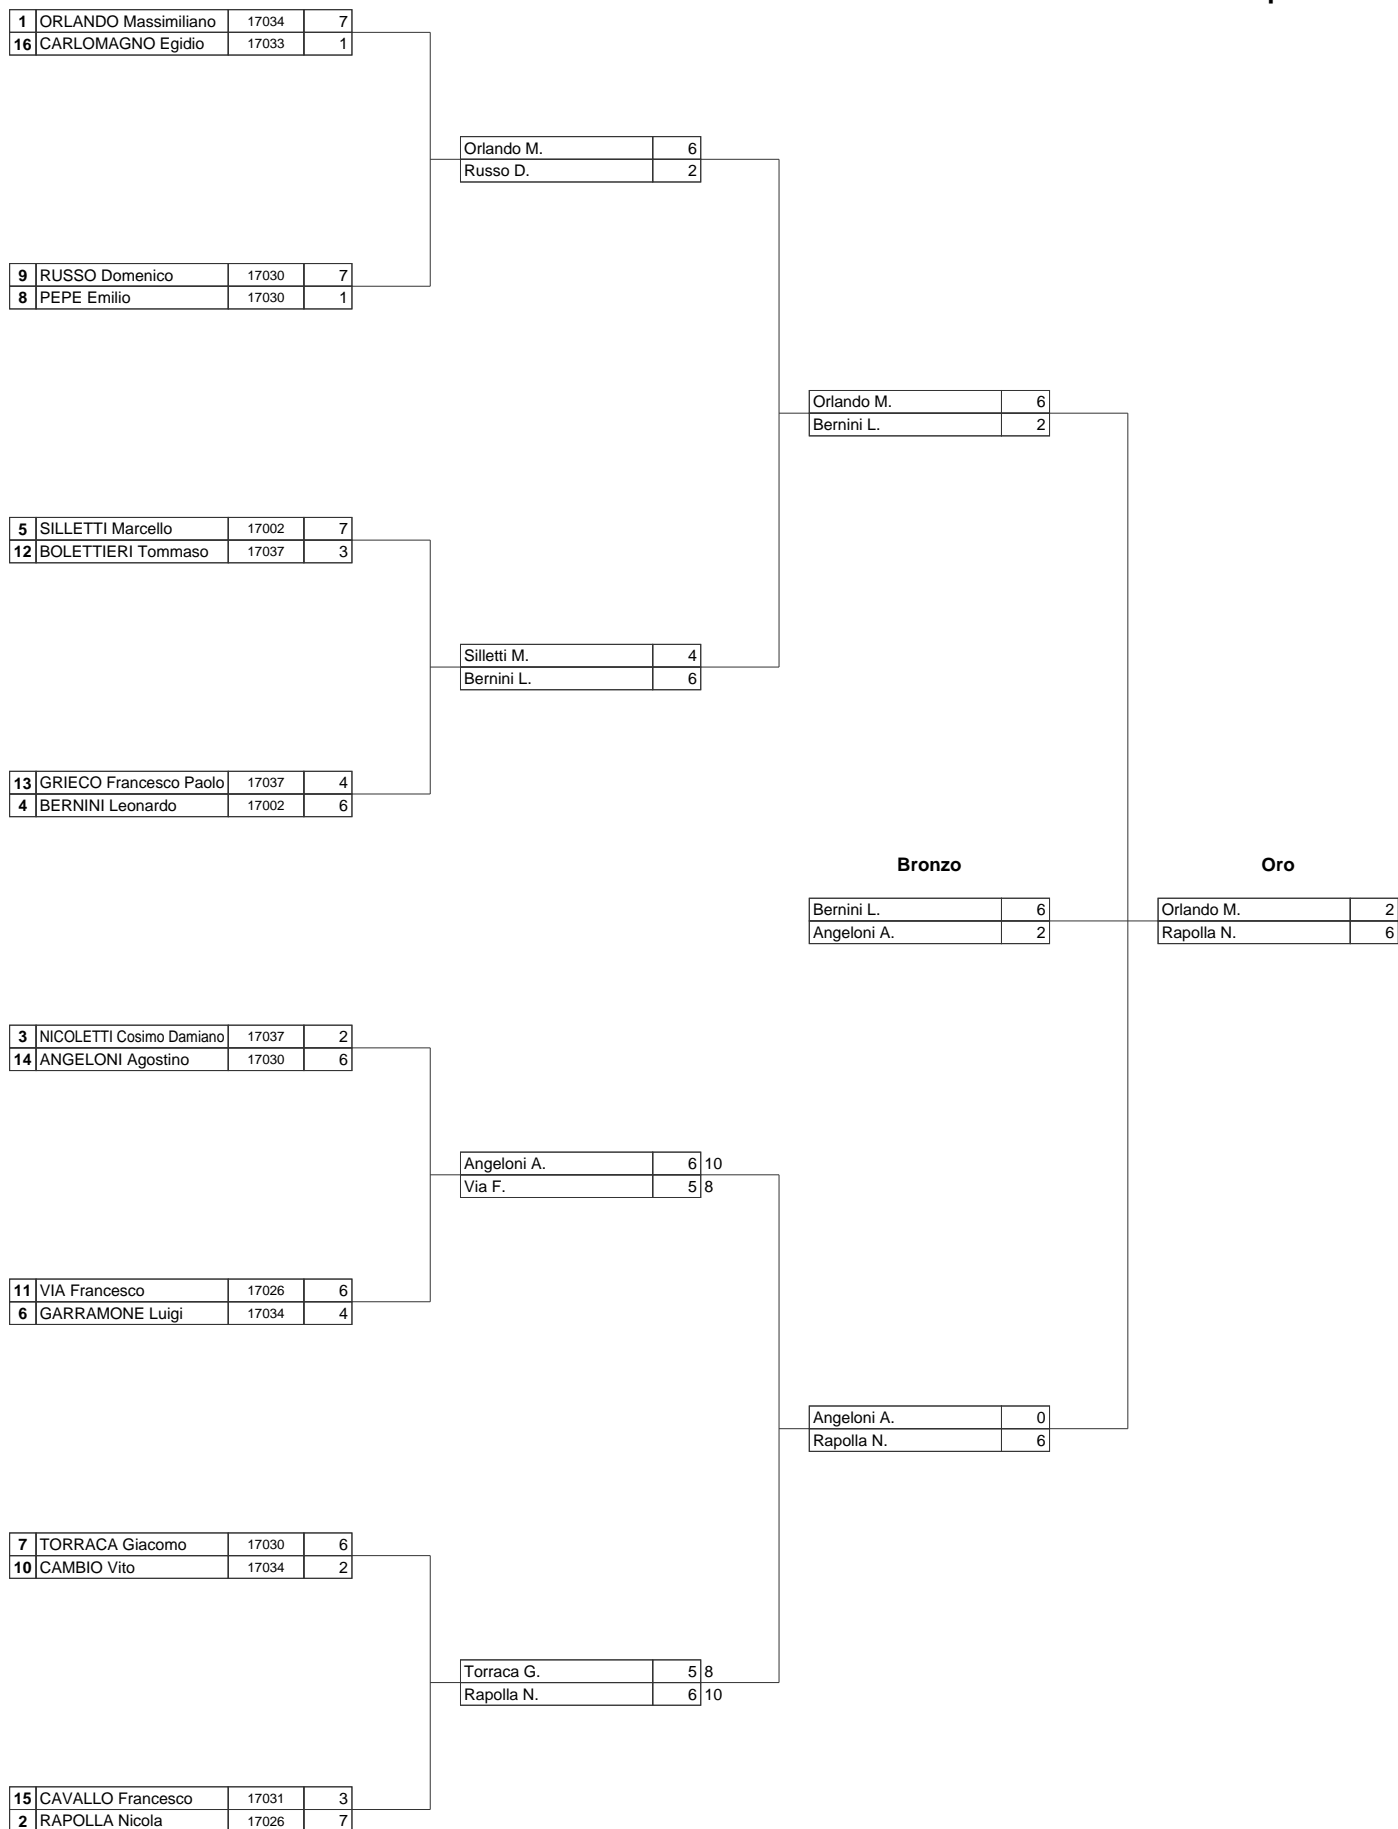 1 ORLANDO Massimiliano 17034 7
16 CARLOMAGNO Egidio 17033 1
Orlando M. 6
Russo D. 2
9 RUSSO Domenico 17030 7
8 PEPE Emilio 17030 1
Orlando M. 6
Bernini L. 2
5 SILLETTI Marcello 17002 7
12 BOLETTIERI Tommaso 17037 3
Silletti M. 4
Bernini L. 6
13 GRIECO Francesco Paolo 17037 4
4 BERNINI Leonardo 17002 6
Bronzo Oro
Bernini L. 6 Orlando M. 2
Angeloni A. 2 Rapolla N. 6
3 NICOLETTI Cosimo Damiano 17037 2
14 ANGELONI Agostino 17030 6
Angeloni A. 6 10
Via F. 5 8
11 VIA Francesco 17026 6
6 GARRAMONE Luigi 17034 4
Angeloni A. 0
Rapolla N. 6
7 TORRACA Giacomo 17030 6
10 CAMBIO Vito 17034 2
Torraca G. 5 8
Rapolla N. 6 10
15 CAVALLO Francesco 17031 3
2 RAPOLLA Nicola 17026 7